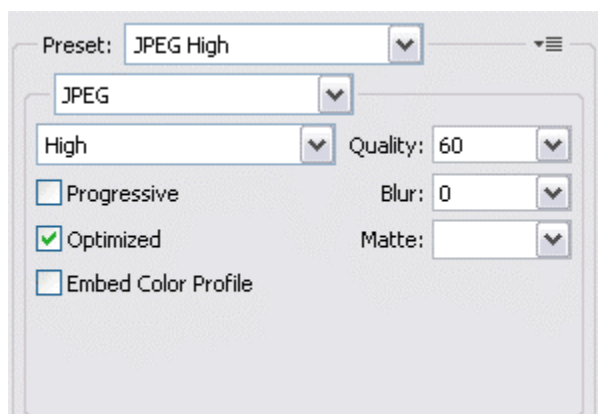 Preset: JPEG High
JPEG
High Quality: 60
Progressive Blur: 0
Optimized Matte:
Embed Color Profile